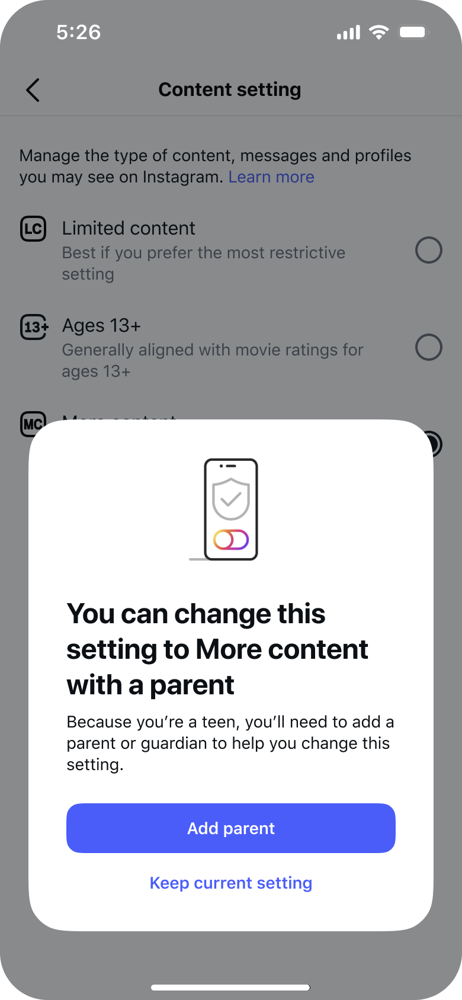 5:26
Content setting
Manage the type of content, messages and profiles
you may see on Instagram. Learn more
LC
Limited content
Best if you prefer the most restrictive
setting
13+
Ages 13+
Generally aligned with movie ratings for
ages 13+
MC
More content
You can change this
setting to More content
with a parent
Because you’re a teen, you’ll need to add a
parent or guardian to help you change this
setting.
Add parent
Keep current setting